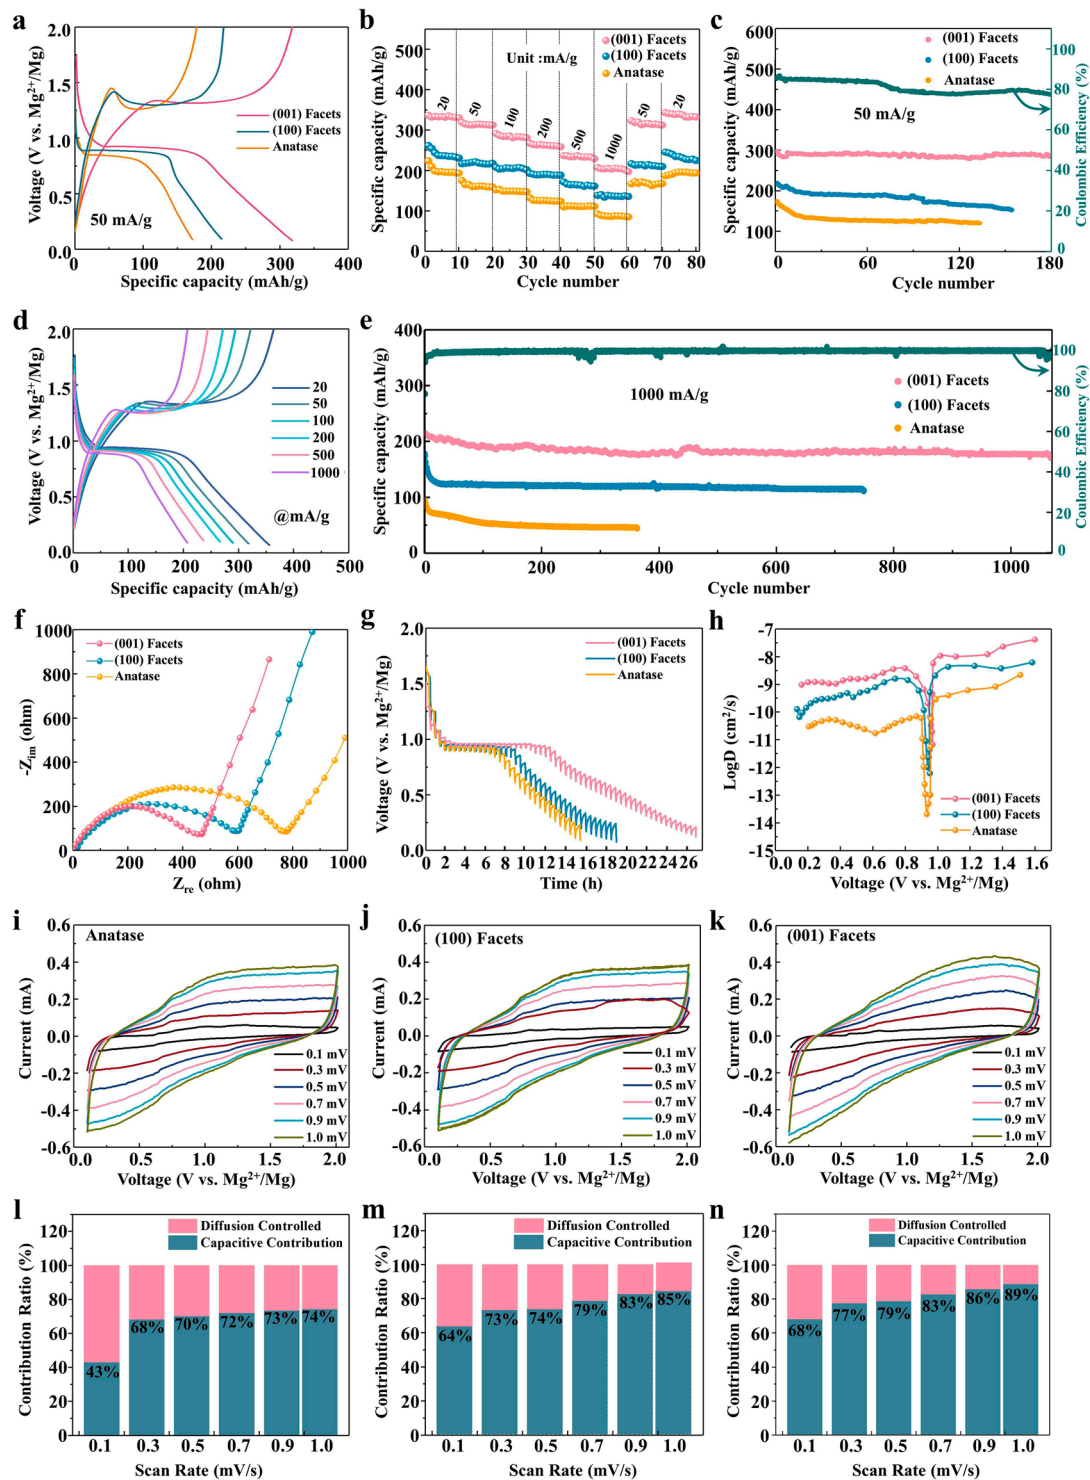 a
Voltage (V vs. Mg²⁺/Mg)
2.0
1.5
1.0
0.5
0.0
(001) Facets
(100) Facets
Anatase
50 mA/g
0 100 200 300 400
Specific capacity (mAh/g)
b
Specific capacity (mAh/g)
500
400
300
200
100
0
(001) Facets
(100) Facets
Anatase
Unit :mA/g
20 50 100 200 500 1000 50 20
0 10 20 30 40 50 60 70 80
Cycle number
c
Specific capacity (mAh/g)
600
500
400
300
200
100
(001) Facets
(100) Facets
Anatase
50 mA/g
100
80
60
40
20
0
Coulombic Efficiency (%)
0 60 120 180
Cycle number
d
Voltage (V vs. Mg²⁺/Mg)
2.0
1.5
1.0
0.5
0.0
20
50
100
200
500
1000
@mA/g
0 100 200 300 400 500
Specific capacity (mAh/g)
e
Specific capacity (mAh/g)
400
300
200
100
0
1000 mA/g
(001) Facets
(100) Facets
Anatase
100
80
60
40
20
0
Coulombic Efficiency (%)
0 200 400 600 800 1000
Cycle number
f
-Z_im (ohm)
1000
800
600
400
200
0
(001) Facets
(100) Facets
Anatase
0 200 400 600 800 1000
Z_re (ohm)
g
Voltage (V vs. Mg²⁺/Mg)
2.0
1.5
1.0
0.5
0.0
(001) Facets
(100) Facets
Anatase
0 2 4 6 8 10 12 13 15 17 19 22 24 26
Time (h)
h
LogD (cm²/s)
-7
-8
-9
-10
-11
-12
-13
-14
-15
(001) Facets
(100) Facets
Anatase
0.0 0.2 0.4 0.6 0.8 1.0 1.2 1.4 1.6
Voltage (V vs. Mg²⁺/Mg)
i
Anatase
Current (mA)
0.6
0.4
0.2
0.0
-0.2
-0.4
-0.6
0.1 mV
0.3 mV
0.5 mV
0.7 mV
0.9 mV
1.0 mV
0.0 0.5 1.0 1.5 2.0
Voltage (V vs. Mg²⁺/Mg)
j
(100) Facets
Current (mA)
0.6
0.4
0.2
0.0
-0.2
-0.4
-0.6
0.1 mV
0.3 mV
0.5 mV
0.7 mV
0.9 mV
1.0 mV
0.0 0.5 1.0 1.5 2.0
Voltage (V vs. Mg²⁺/Mg)
k
(001) Facets
Current (mA)
0.6
0.4
0.2
0.0
-0.2
-0.4
-0.6
0.1 mV
0.3 mV
0.5 mV
0.7 mV
0.9 mV
1.0 mV
0.0 0.5 1.0 1.5 2.0
Voltage (V vs. Mg²⁺/Mg)
l
Contribution Ratio (%)
120
100
80
60
40
20
0
Diffusion Controlled
Capacitive Contribution
43% 68% 70% 72% 73% 74%
0.1 0.3 0.5 0.7 0.9 1.0
Scan Rate (mV/s)
m
Contribution Ratio (%)
120
100
80
60
40
20
0
Diffusion Controlled
Capacitive Contribution
64% 73% 74% 79% 83% 85%
0.1 0.3 0.5 0.7 0.9 1.0
Scan Rate (mV/s)
n
Contribution Ratio (%)
120
100
80
60
40
20
0
Diffusion Controlled
Capacitive Contribution
68% 77% 79% 83% 86% 89%
0.1 0.3 0.5 0.7 0.9 1.0
Scan Rate (mV/s)